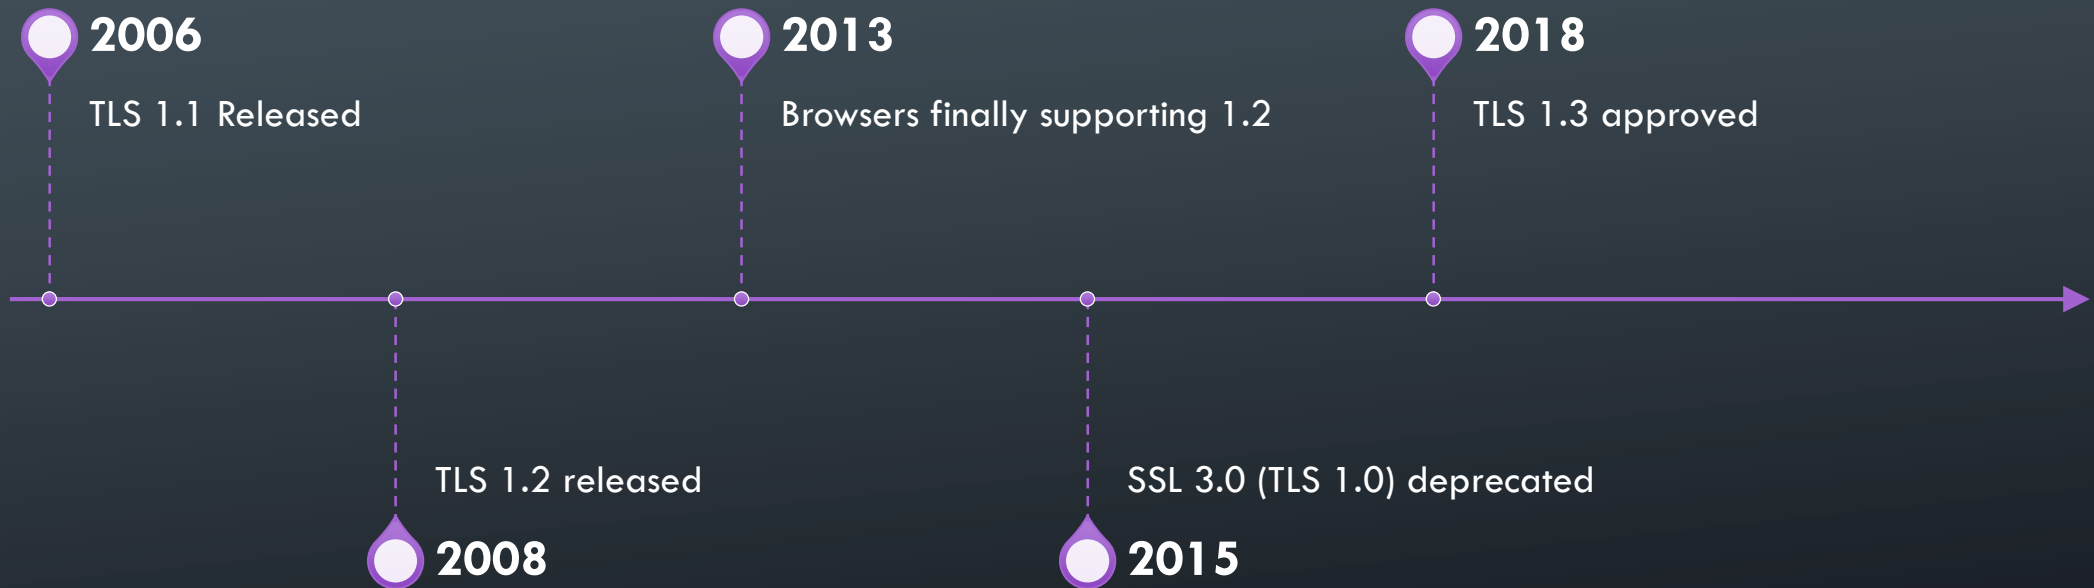 2006
TLS 1.1 Released
2013
Browsers finally supporting 1.2
2018
TLS 1.3 approved
TLS 1.2 released
2008
SSL 3.0 (TLS 1.0) deprecated
2015